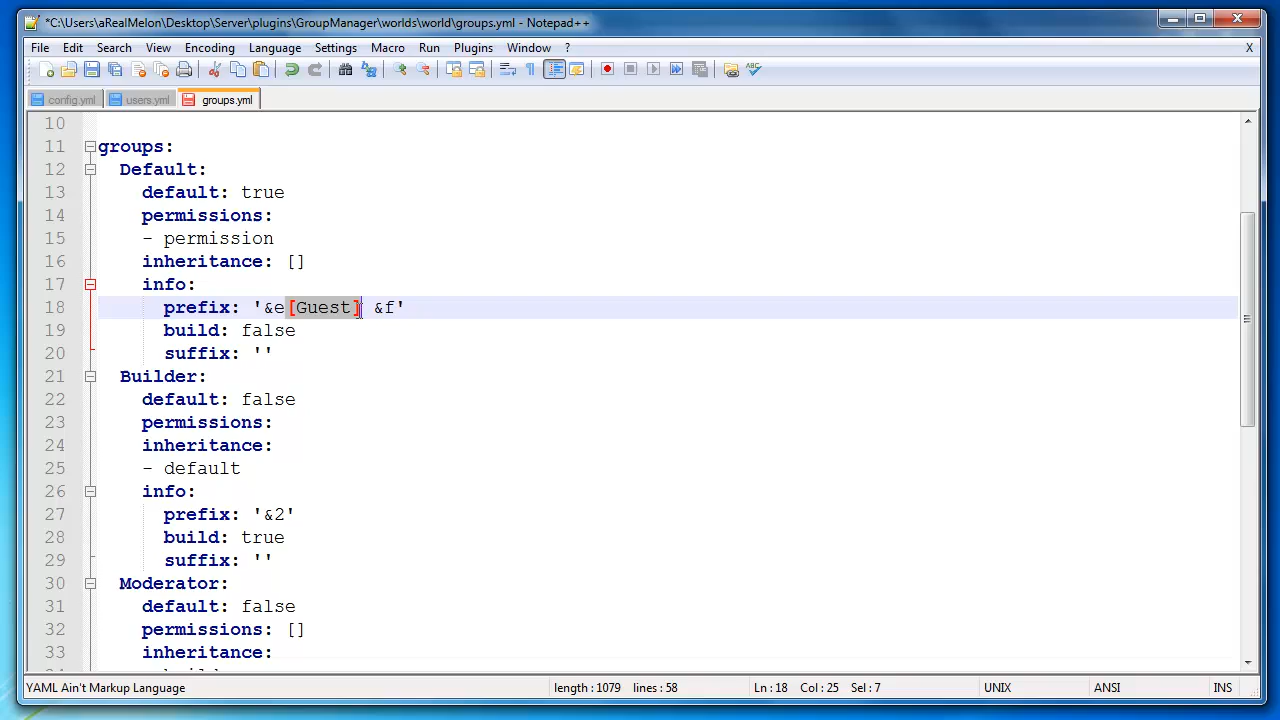 *C:\Users\aRealMelon\Desktop\Server\plugins\GroupManager\worlds\world\groups.yml - Notepad++
File Edit Search View Encoding Language Settings Macro Run Plugins Window ? X
config.yml users.yml groups.yml
10
11 groups:
12 Default:
13 default: true
14 permissions:
15 - permission
16 inheritance: []
17 info:
18 prefix: '&e[Guest] &f'
19 build: false
20 suffix: ''
21 Builder:
22 default: false
23 permissions:
24 inheritance:
25 - default
26 info:
27 prefix: '&2'
28 build: true
29 suffix: ''
30 Moderator:
31 default: false
32 permissions: []
33 inheritance:
YAML Ain't Markup Language length : 1079 lines : 58 Ln : 18 Col : 25 Sel : 7 UNIX ANSI INS